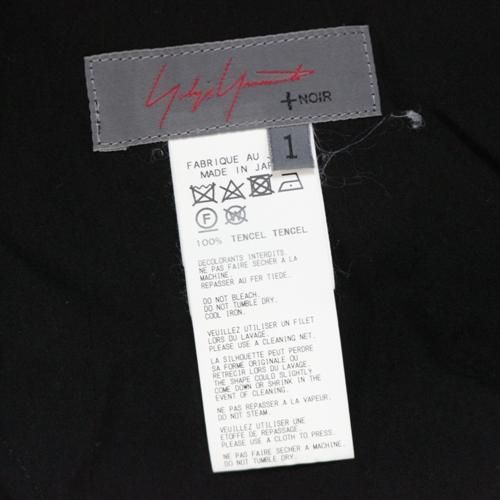 Yohji Yamamoto
+NOIR
1
FABRIQUE AU
MADE IN JAP
F
W
100% TENCEL TENCEL
DECOLORANTS INTERDITS.
NE PAS FAIRE SECHER A LA
MACHINE.
REPASSER AU FER TIEDE.
DO NOT BLEACH.
DO NOT TUMBLE DRY.
COOL IRON.
VEUILLEZ UTILISER UN FILET
LORS DU LAVAGE.
PLEASE USE A CLEANING NET.
LA SILHOUETTE PEUT PERDRE
SA FORME ORIGINALE OU
RETRECIR LORS DU LAVAGE.
THE SHAPE COULD SLIGHTLY
COME DOWN OR SHRINK IN THE
EVENT OF CLEANING.
NE PAS REPASSER A LA VAPEUR.
DO NOT STEAM.
VEUILLEZ UTILISER UNE
ETOFFE DE REPASSAGE.
PLEASE USE A CLOTH TO PRESS.
NE PAS FAIRE SECHER A MACHINE.
DO NOT TUMBLE DRY.